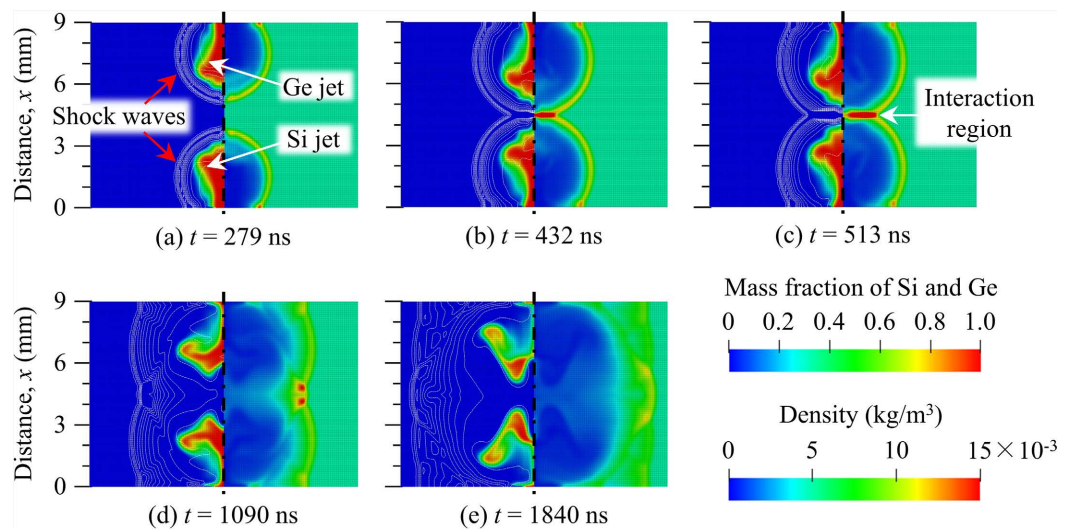 Distance, x (mm)
9
6
3
0
Shock waves
Ge jet
Si jet
Interaction
region
(a) t = 279 ns
(b) t = 432 ns
(c) t = 513 ns
Distance, x (mm)
9
6
3
0
(d) t = 1090 ns
(e) t = 1840 ns
Mass fraction of Si and Ge
0 0.2 0.4 0.6 0.8 1.0
Density (kg/m³)
0 5 10 15×10⁻³